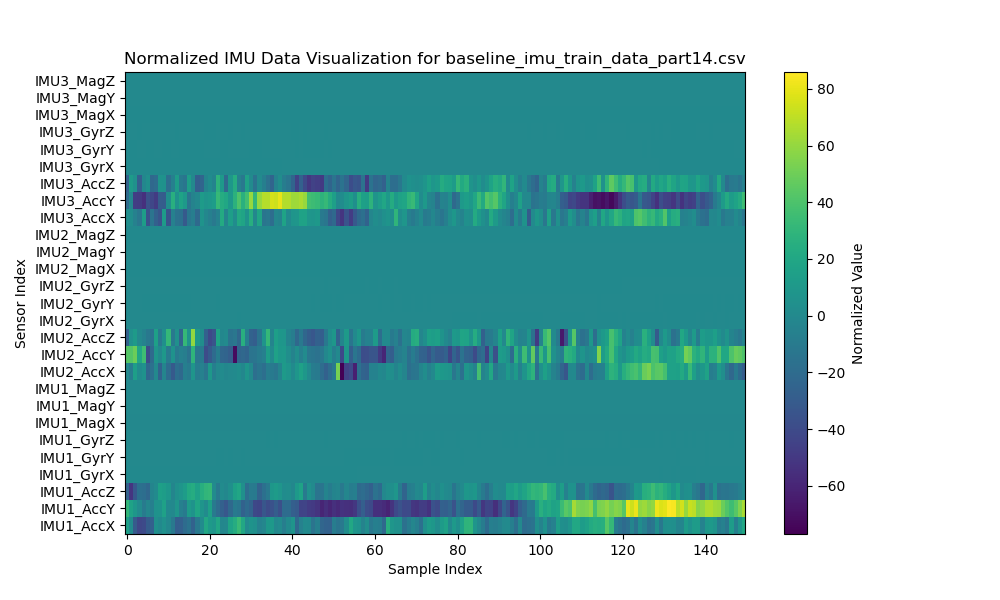 Normalized IMU Data Visualization for baseline_imu_train_data_part14.csv
IMU3_MagZ
IMU3_MagY
IMU3_MagX
IMU3_GyrZ
IMU3_GyrY
IMU3_GyrX
IMU3_AccZ
IMU3_AccY
IMU3_AccX
IMU2_MagZ
IMU2_MagY
IMU2_MagX
IMU2_GyrZ
IMU2_GyrY
IMU2_GyrX
IMU2_AccZ
IMU2_AccY
IMU2_AccX
IMU1_MagZ
IMU1_MagY
IMU1_MagX
IMU1_GyrZ
IMU1_GyrY
IMU1_GyrX
IMU1_AccZ
IMU1_AccY
IMU1_AccX
Sensor Index
0 20 40 60 80 100 120 140
Sample Index
80
60
40
20
0
−20
−40
−60
Normalized Value